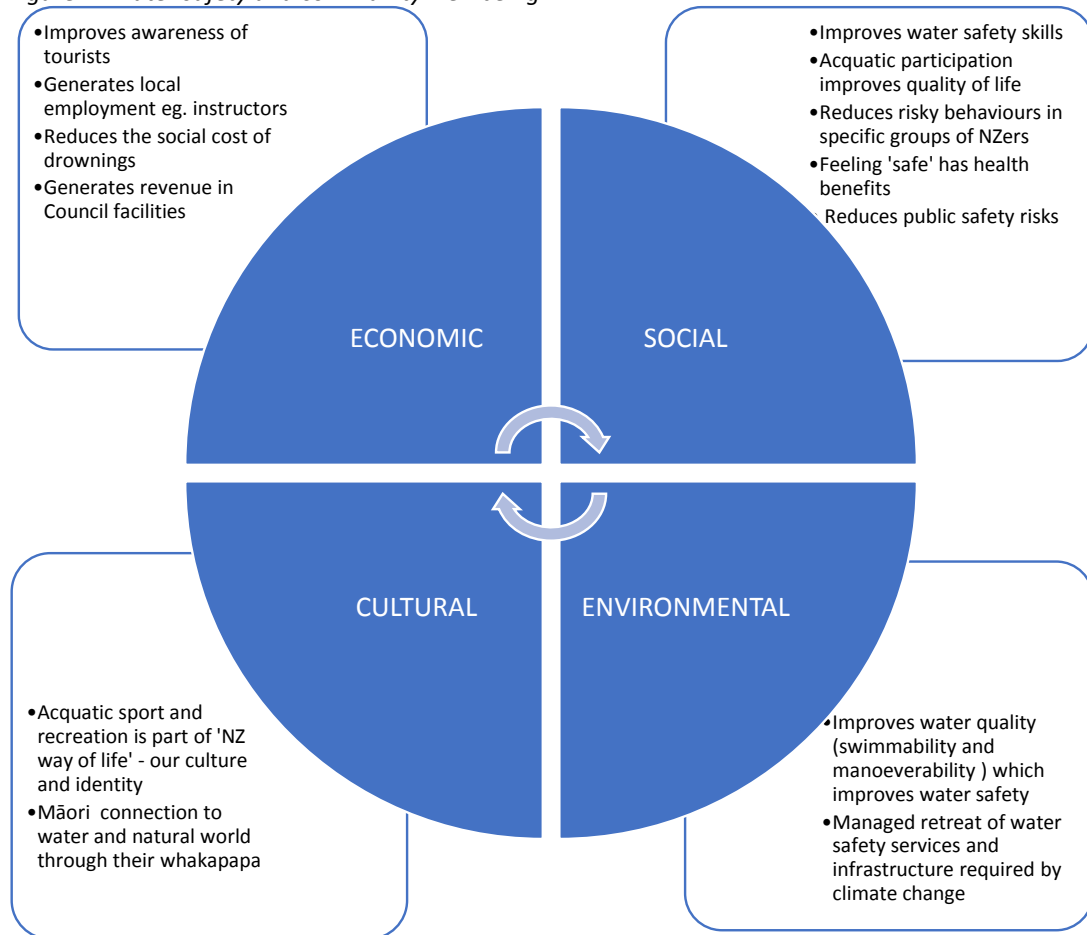 •Improves awareness of
tourists
•Generates local
employment eg. instructors
•Reduces the social cost of
drownings
•Generates revenue in
Council facilities
•Improves water safety skills
•Acquatic participation
improves quality of life
•Reduces risky behaviours in
specific groups of NZers
•Feeling 'safe' has health
benefits
Reduces public safety risks
ECONOMIC
SOCIAL
CULTURAL
ENVIRONMENTAL
•Acquatic sport and
recreation is part of 'NZ
way of life' - our culture
and identity
•Māori connection to
water and natural world
through their whakapapa
•Improves water quality
(swimmability and
manoeverability ) which
improves water safety
•Managed retreat of water
safety services and
infrastructure required by
climate change